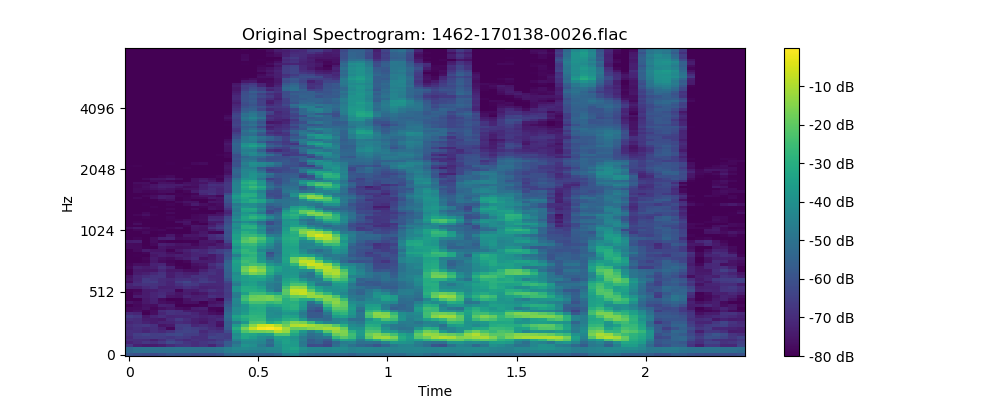 Original Spectrogram: 1462-170138-0026.flac
Hz
4096
2048
1024
512
0
0
0.5
1
1.5
2
Time
-10 dB
-20 dB
-30 dB
-40 dB
-50 dB
-60 dB
-70 dB
-80 dB